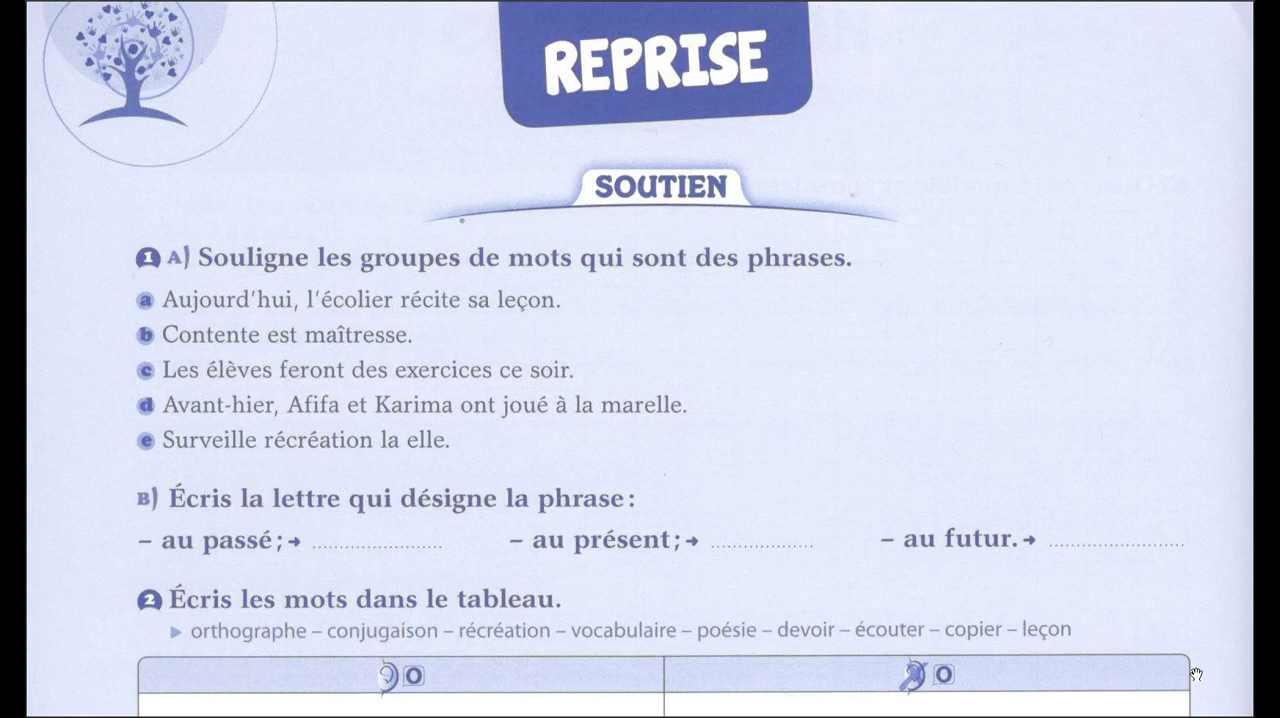 REPRISE
SOUTIEN
1 A) Souligne les groupes de mots qui sont des phrases.
a Aujourd'hui, l'écolier récite sa leçon.
b Contente est maîtresse.
c Les élèves feront des exercices ce soir.
d Avant-hier, Afifa et Karima ont joué à la marelle.
e Surveille récréation la elle.
B) Écris la lettre qui désigne la phrase :
– au passé ; ➜ ........................ – au présent ; ➜ ................... – au futur. ➜ .........................
2 Écris les mots dans le tableau.
▶ orthographe – conjugaison – récréation – vocabulaire – poésie – devoir – écouter – copier – leçon
O O